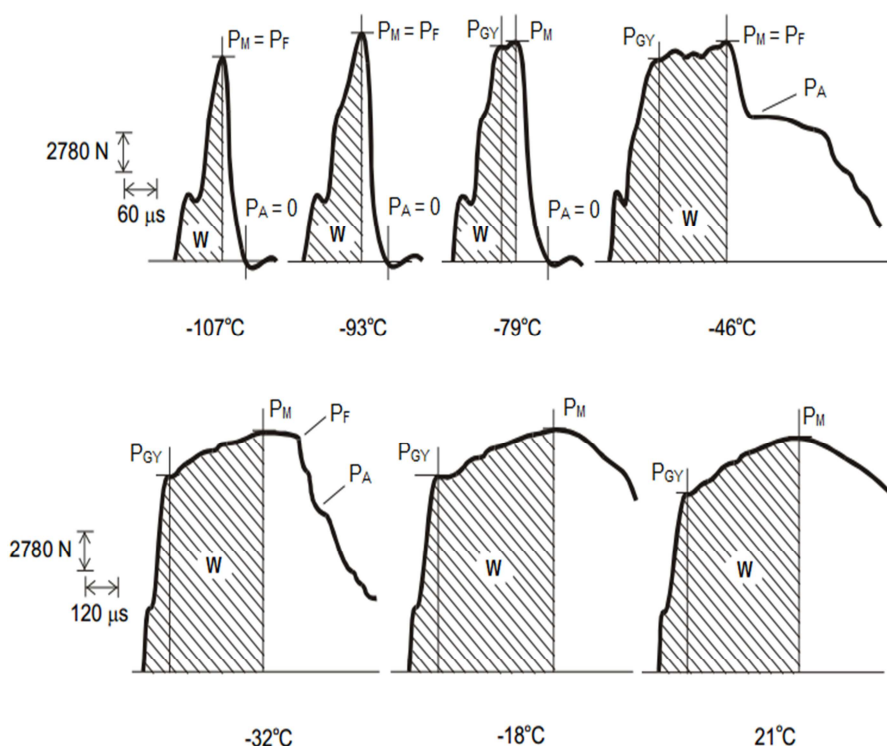 P_M = P_F
P_M = P_F
P_GY P_M
P_GY P_M = P_F
P_A
2780 N
60 μs
P_A = 0
P_A = 0
P_A = 0
W
W
W
W
-107°C
-93°C
-79°C
-46°C
P_M
P_F
P_GY
P_A
2780 N
120 μs
W
P_M
P_GY
W
P_M
P_GY
W
-32°C
-18°C
21°C